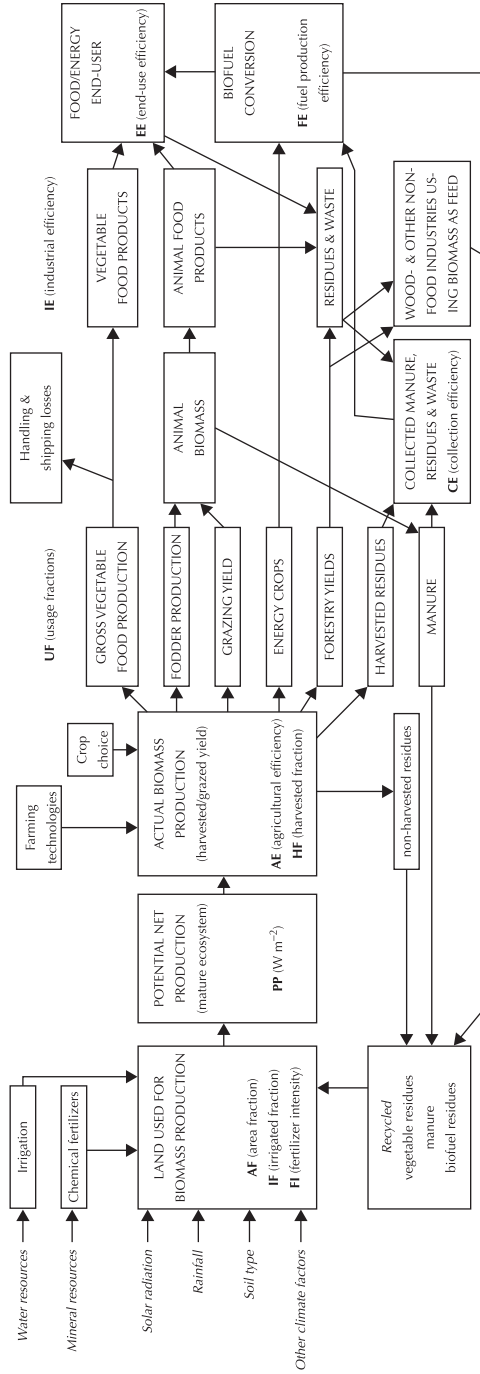 Water resources
Mineral resources
Solar radiation
Rainfall
Soil type
Other climate factors
Irrigation
Chemical fertilizers
LAND USED FOR
BIOMASS PRODUCTION
AF (area fraction)
IF (irrigated fraction)
FI (fertilizer intensity)
Recycled
vegetable residues
manure
biofuel residues
POTENTIAL NET
PRODUCTION
(mature ecosystem)
PP (W m−2)
Farming
technologies
Crop
choice
ACTUAL BIOMASS
PRODUCTION
(harvested/grazed yield)
AE (agricultural efficiency)
HF (harvested fraction)
non-harvested residues
UF (usage fractions)
GROSS VEGETABLE
FOOD PRODUCTION
FODDER PRODUCTION
GRAZING YIELD
ENERGY CROPS
FORESTRY YIELDS
HARVESTED RESIDUES
MANURE
Handling &
shipping losses
ANIMAL
BIOMASS
COLLECTED MANURE,
RESIDUES & WASTE
CE (collection efficiency)
IE (industrial efficiency)
VEGETABLE
FOOD PRODUCTS
ANIMAL FOOD
PRODUCTS
RESIDUES & WASTE
WOOD- & OTHER NON-
FOOD INDUSTRIES US-
ING BIOMASS AS FEED
FOOD/ENERGY
END-USER
EE (end-use efficiency)
BIOFUEL
CONVERSION
FE (fuel production
efficiency)